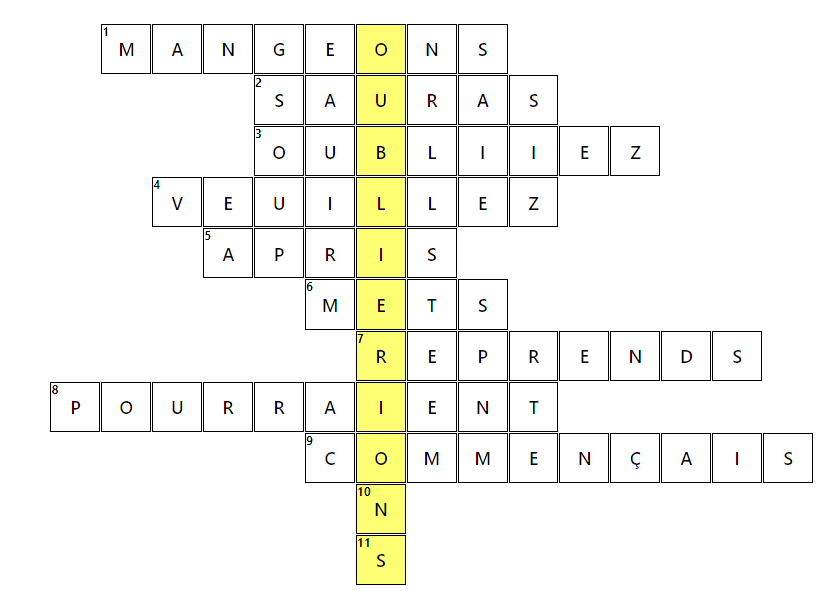 1 MANGEONS
2 SAURAS
3 OUBLIIEZ
4 VEUILLEZ
5 APRIS
6 METS
7 REPRENDS
8 POURRAIENT
9 COMMENÇAIS
10 N
11 S